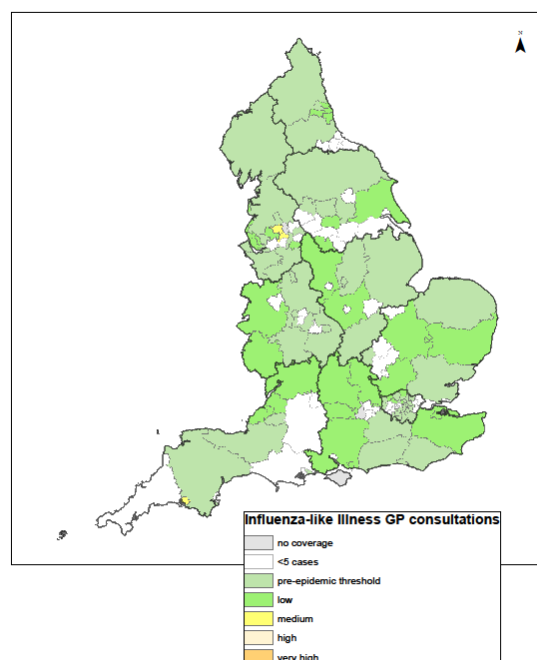 N
Influenza-like Illness GP consultations
no coverage
<5 cases
pre-epidemic threshold
low
medium
high
very high